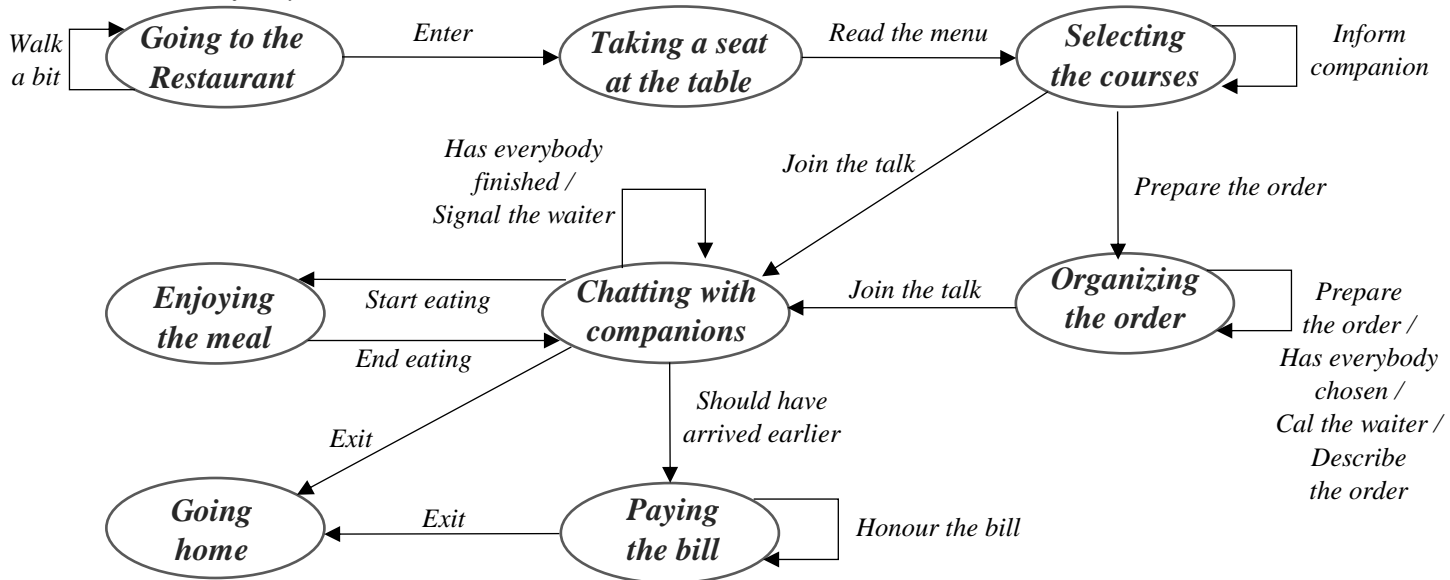 Walk
a bit
Going to the
Restaurant
Enter
Taking a seat
at the table
Read the menu
Selecting
the courses
Inform
companion
Has everybody
finished /
Signal the waiter
Join the talk
Prepare the order
Enjoying
the meal
Start eating
End eating
Chatting with
companions
Join the talk
Organizing
the order
Prepare
the order /
Has everybody
chosen /
Cal the waiter /
Describe
the order
Exit
Should have
arrived earlier
Going
home
Exit
Paying
the bill
Honour the bill